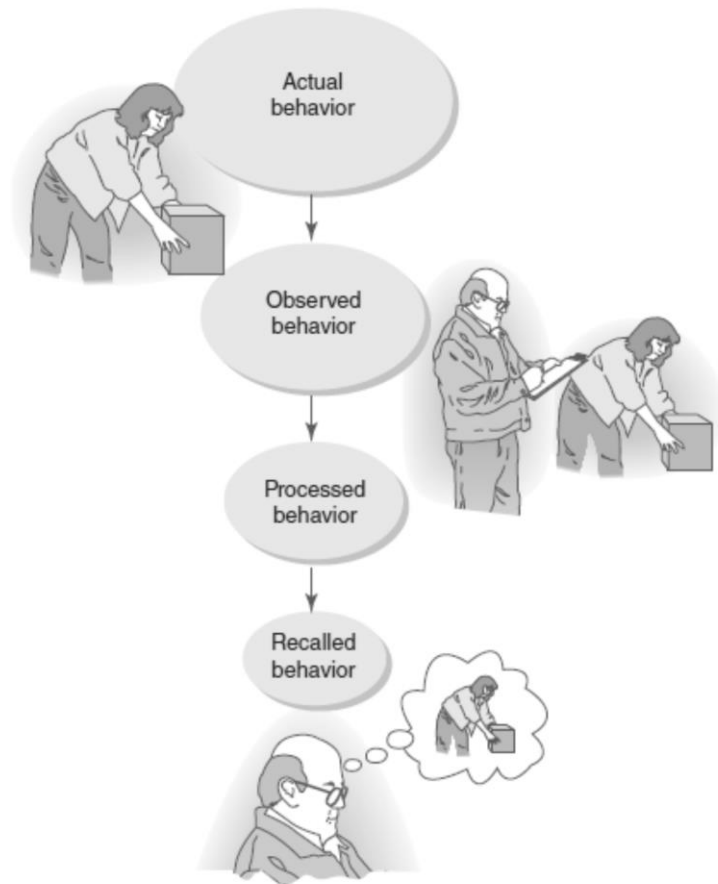 Actual
behavior
Observed
behavior
Processed
behavior
Recalled
behavior